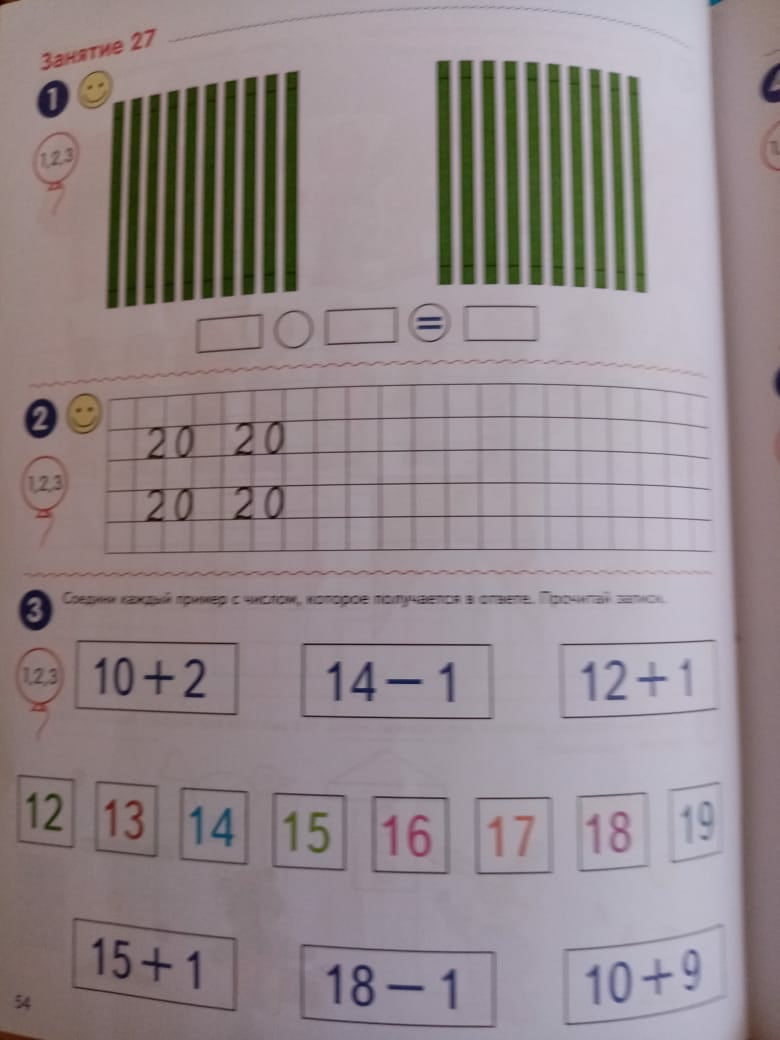 Занятие 27
1
1,2,3
=
2
1,2,3
20 20
20 20
3
Соедини каждый пример с числом, которое получается в ответе. Прочитай записи.
1,2,3
10+2 14−1 12+1
12 13 14 15 16 17 18 19
15+1 18−1 10+9
54